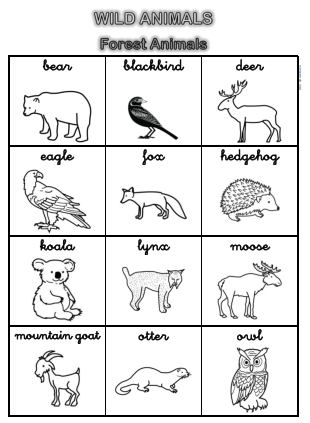 WILD ANIMALS
Forest Animals
bear blackbird deer
eagle fox hedgehog
koala lynx moose
mountain goat otter owl